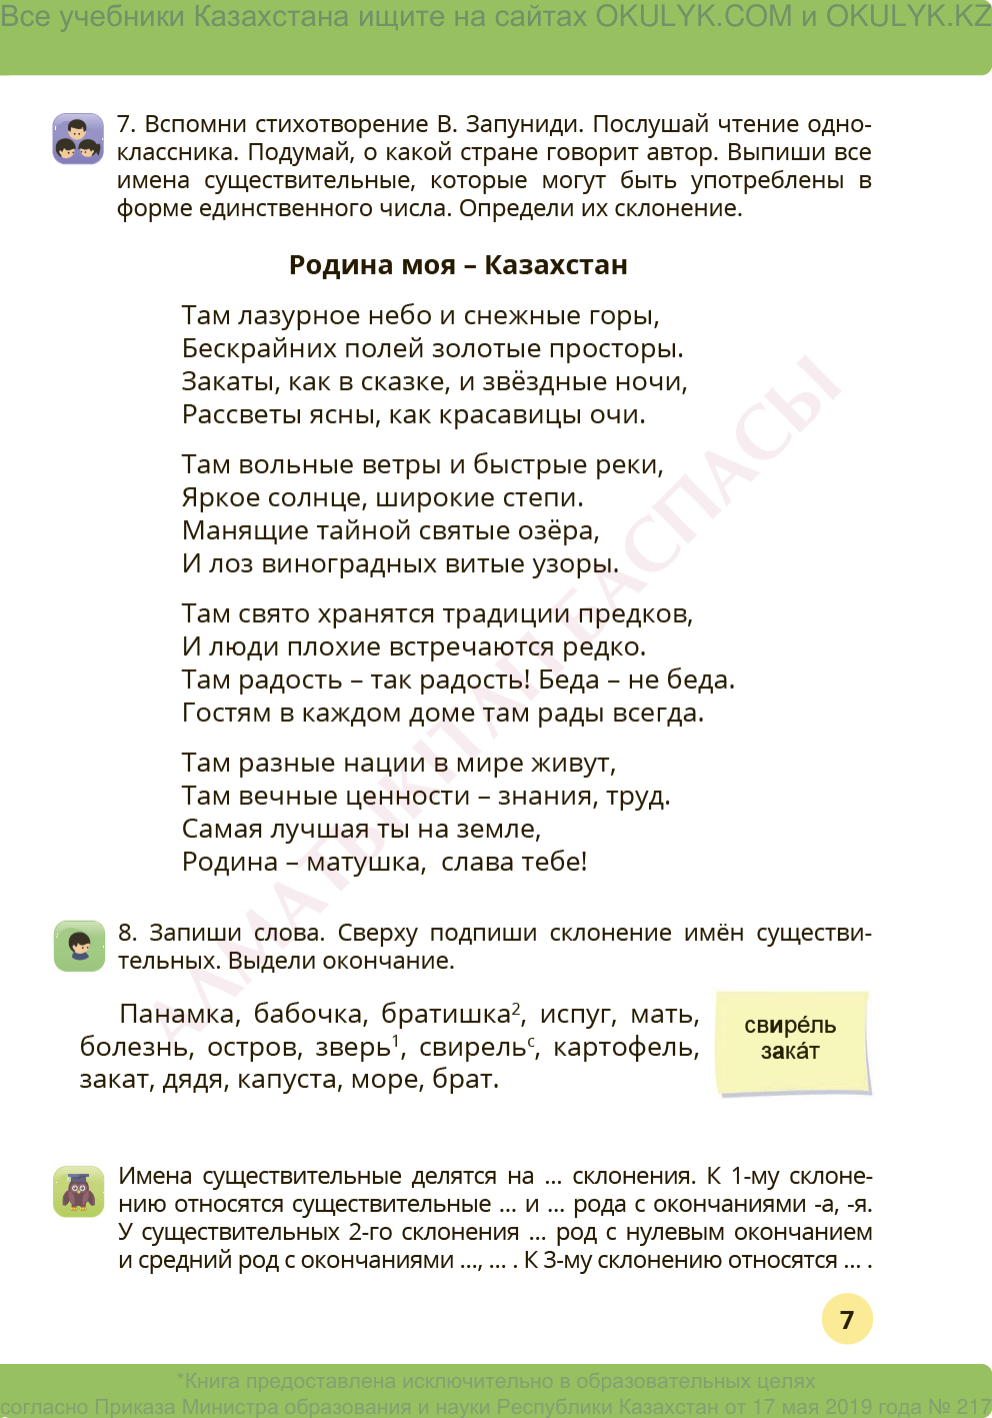 Все учебники Казахстана ищите на сайтах OKULYK.COM и OKULYK.KZ
7. Вспомни стихотворение В. Запуниди. Послушай чтение одно-
классника. Подумай, о какой стране говорит автор. Выпиши все
имена существительные, которые могут быть употреблены в
форме единственного числа. Определи их склонение.
Родина моя – Казахстан
Там лазурное небо и снежные горы,
Бескрайних полей золотые просторы.
Закаты, как в сказке, и звёздные ночи,
Рассветы ясны, как красавицы очи.
Там вольные ветры и быстрые реки,
Яркое солнце, широкие степи.
Манящие тайной святые озёра,
И лоз виноградных витые узоры.
Там свято хранятся традиции предков,
И люди плохие встречаются редко.
Там радость – так радость! Беда – не беда.
Гостям в каждом доме там рады всегда.
Там разные нации в мире живут,
Там вечные ценности – знания, труд.
Самая лучшая ты на земле,
Родина – матушка, слава тебе!
АЛМАТЫКІТАП БАСПАСЫ
8. Запиши слова. Сверху подпиши склонение имён существи-
тельных. Выдели окончание.
Панамка, бабочка, братишка², испуг, мать,
болезнь, остров, зверь¹, свирельᶜ, картофель,
закат, дядя, капуста, море, брат.
свире́ль
зака́т
Имена существительные делятся на ... склонения. К 1-му склоне-
нию относятся существительные ... и ... рода с окончаниями -а, -я.
У существительных 2-го склонения ... род с нулевым окончанием
и средний род с окончаниями ..., ... . К 3-му склонению относятся ... .
7
*Книга предоставлена исключительно в образовательных целях
согласно Приказа Министра образования и науки Республики Казахстан от 17 мая 2019 года № 217